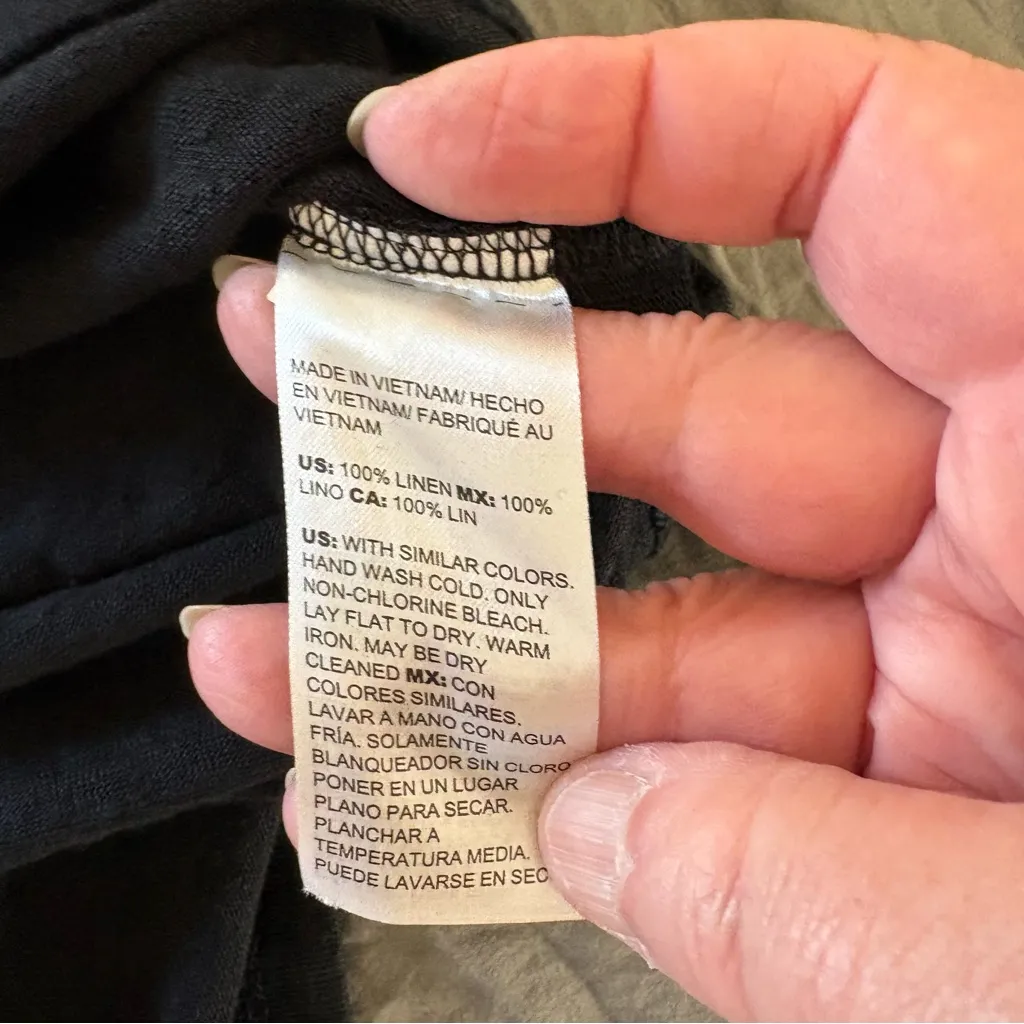 MADE IN VIETNAM/ HECHO
EN VIETNAM/ FABRIQUÉ AU
VIETNAM
US: 100% LINEN MX: 100%
LINO CA: 100% LIN
US: WITH SIMILAR COLORS.
HAND WASH COLD. ONLY
NON-CHLORINE BLEACH.
LAY FLAT TO DRY. WARM
IRON. MAY BE DRY
CLEANED MX: CON
COLORES SIMILARES.
LAVAR A MANO CON AGUA
FRÍA. SOLAMENTE
BLANQUEADOR SIN CLORO
PONER EN UN LUGAR
PLANO PARA SECAR.
PLANCHAR A
TEMPERATURA MEDIA.
PUEDE LAVARSE EN